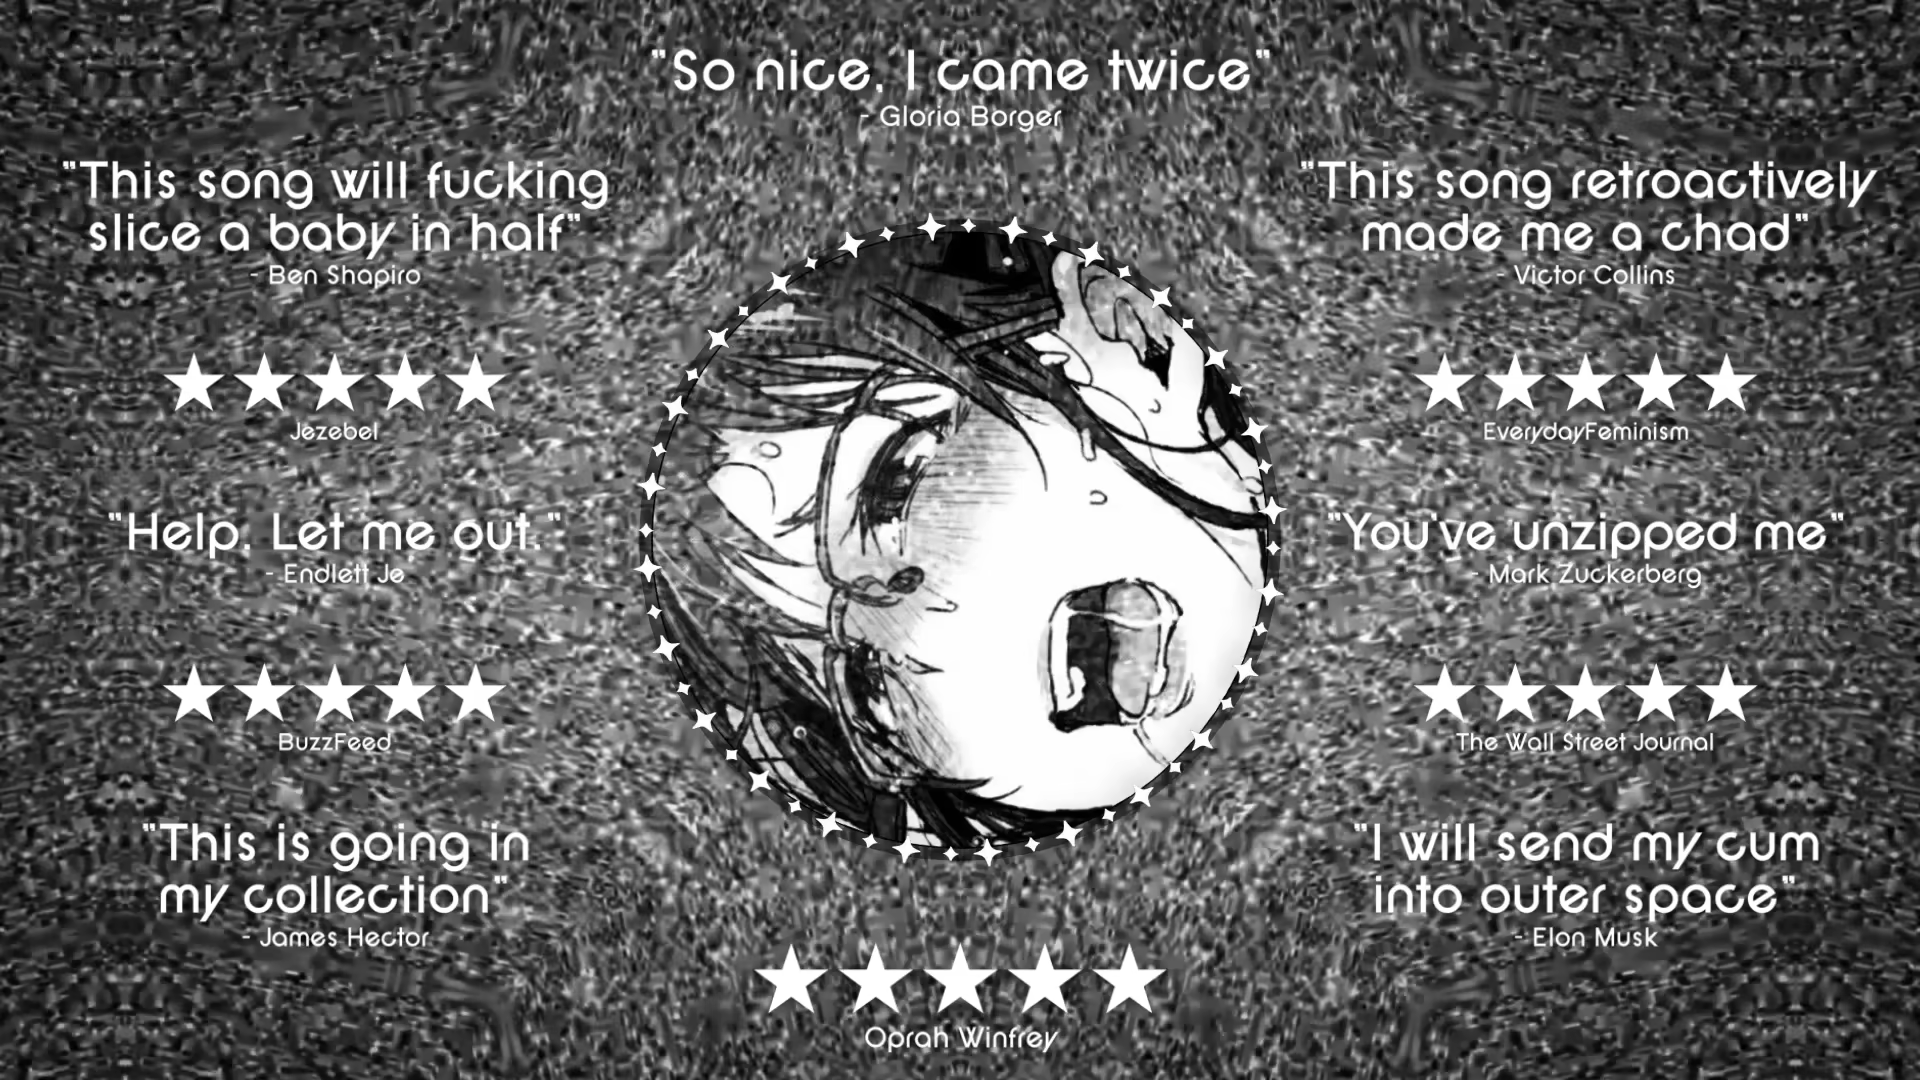 "So nice, I came twice"
- Gloria Borger
"This song will fucking
slice a baby in half"
- Ben Shapiro
"This song retroactively
made me a chad"
- Victor Collins
Jezebel
EverydayFeminism
"Help. Let me out."
- Endlett Je
"You've unzipped me"
- Mark Zuckerberg
BuzzFeed
The Wall Street Journal
"This is going in
my collection"
- James Hector
"I will send my cum
into outer space"
- Elon Musk
Oprah Winfrey